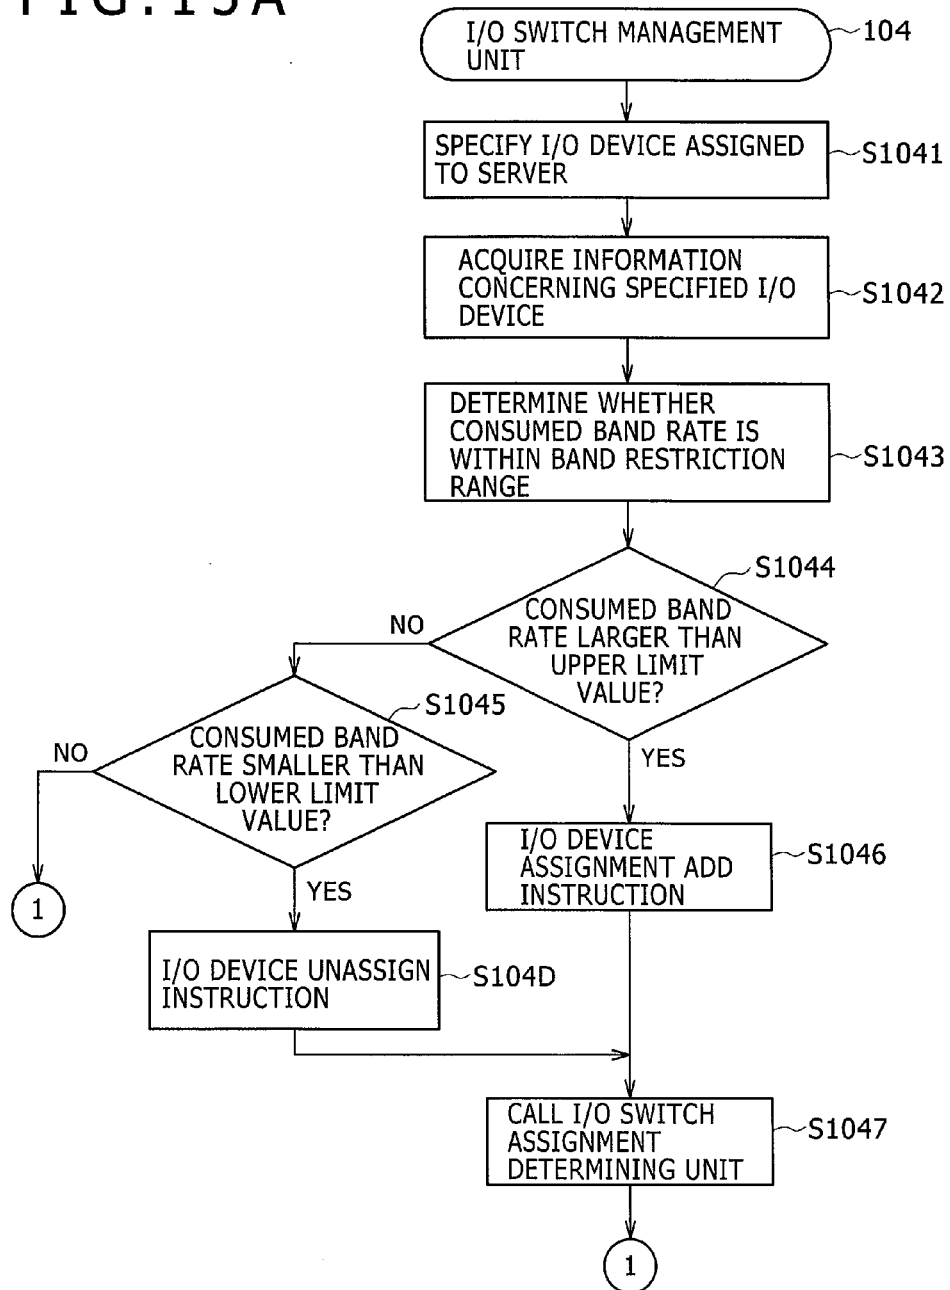 FIG.15A
I/O SWITCH MANAGEMENT
UNIT
104
SPECIFY I/O DEVICE ASSIGNED
TO SERVER
S1041
ACQUIRE INFORMATION
CONCERNING SPECIFIED I/O
DEVICE
S1042
DETERMINE WHETHER
CONSUMED BAND RATE IS
WITHIN BAND RESTRICTION
RANGE
S1043
S1044
CONSUMED BAND
RATE LARGER THAN
UPPER LIMIT
VALUE?
NO
YES
S1045
CONSUMED BAND
RATE SMALLER THAN
LOWER LIMIT
VALUE?
NO
YES
1
I/O DEVICE
ASSIGNMENT ADD
INSTRUCTION
S1046
I/O DEVICE UNASSIGN
INSTRUCTION
S104D
CALL I/O SWITCH
ASSIGNMENT
DETERMINING UNIT
S1047
1